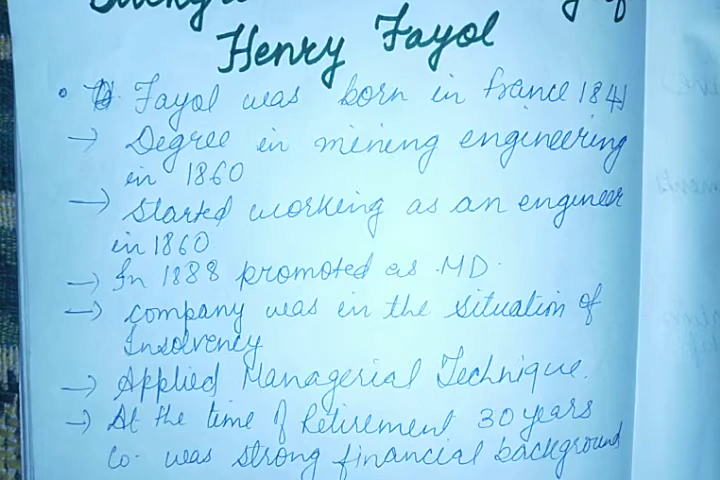 of
Henry Fayol
• Fayol was born in france 1841
→ Degree in mining engineering
in 1860
→ Started working as an engineer
in 1860
→ In 1888 promoted as MD.
→ company was in the situation of
Insolvency
→ Applied Managerial Technique.
→ At the time of Retirement 30 years
Co. was strong financial background